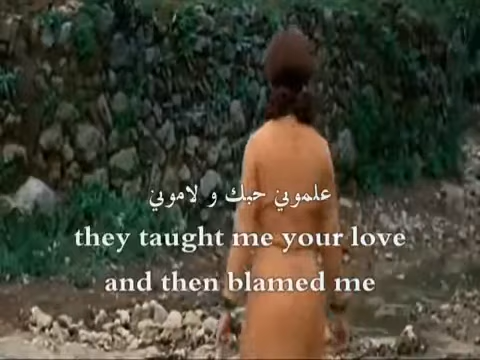 علموني حبك و لاموني
they taught me your love
and then blamed me